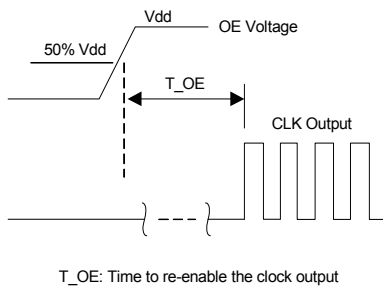 Vdd
OE Voltage
50% Vdd
T_OE
CLK Output
T_OE: Time to re-enable the clock output